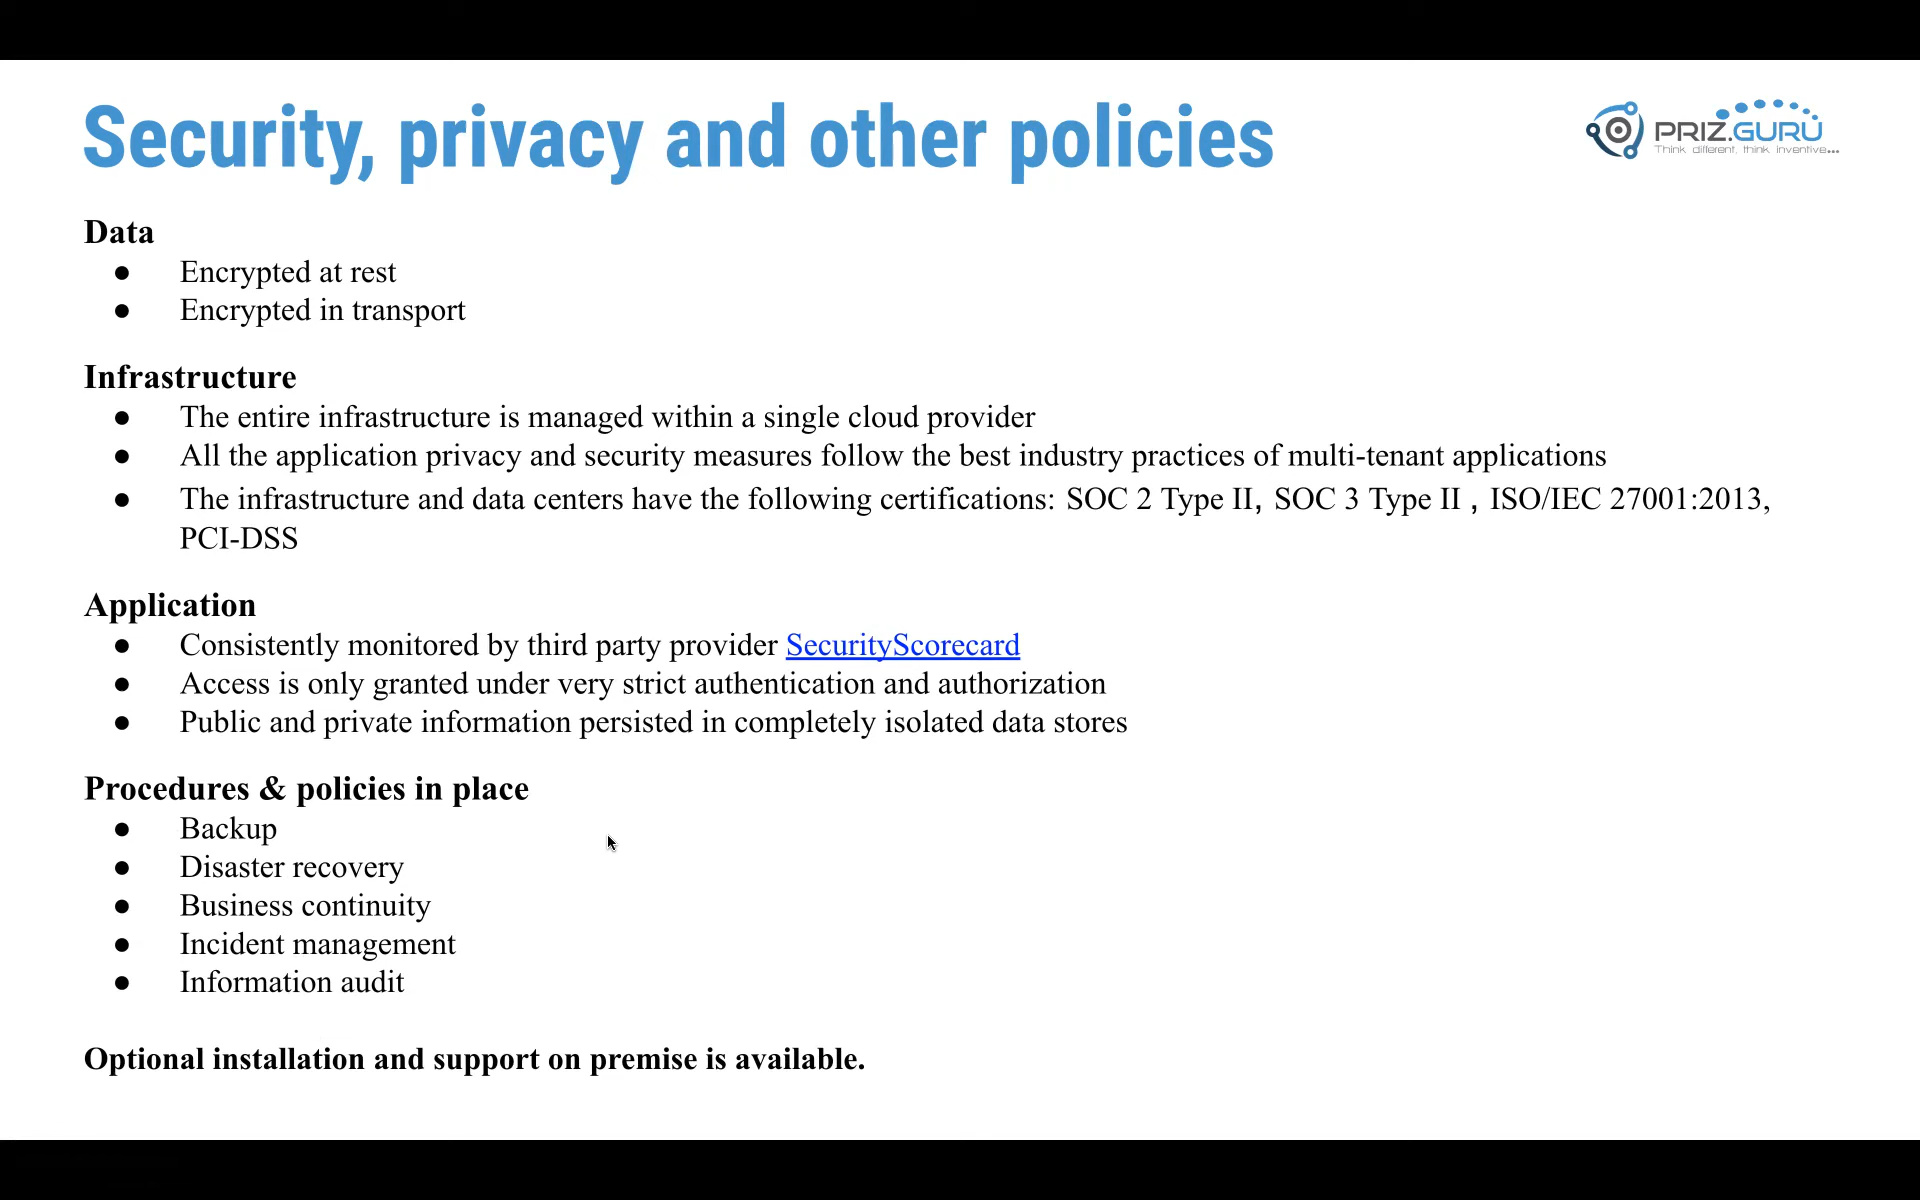 Security, privacy and other policies
PRIZ.GURU
Think different, think inventive...
Data
● Encrypted at rest
● Encrypted in transport
Infrastructure
● The entire infrastructure is managed within a single cloud provider
● All the application privacy and security measures follow the best industry practices of multi-tenant applications
● The infrastructure and data centers have the following certifications: SOC 2 Type II, SOC 3 Type II , ISO/IEC 27001:2013,
PCI-DSS
Application
● Consistently monitored by third party provider SecurityScorecard
● Access is only granted under very strict authentication and authorization
● Public and private information persisted in completely isolated data stores
Procedures & policies in place
● Backup
● Disaster recovery
● Business continuity
● Incident management
● Information audit
Optional installation and support on premise is available.